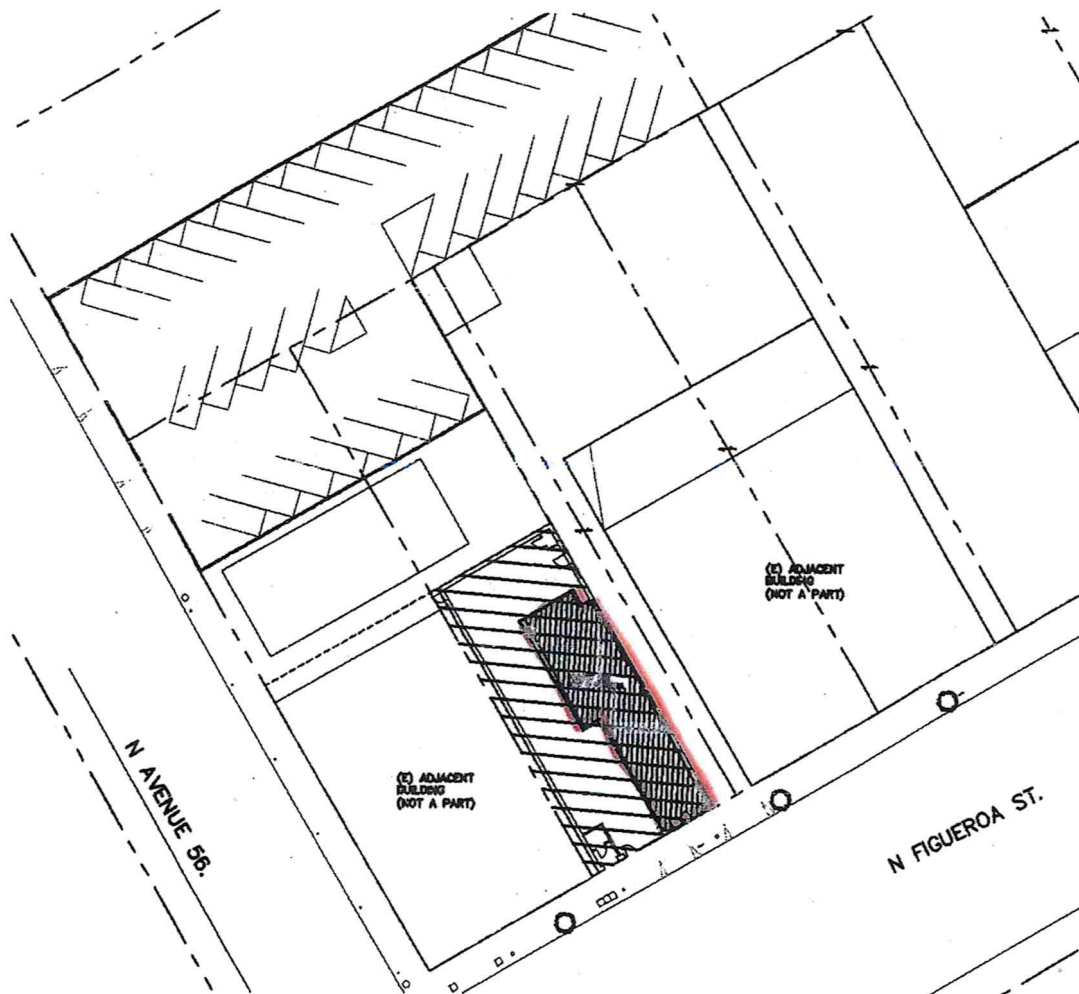 (E) ADJACENT
BUILDING
(NOT A PART)
(E) ADJACENT
BUILDING
(NOT A PART)
N AVENUE 56.
N FIGUEROA ST.